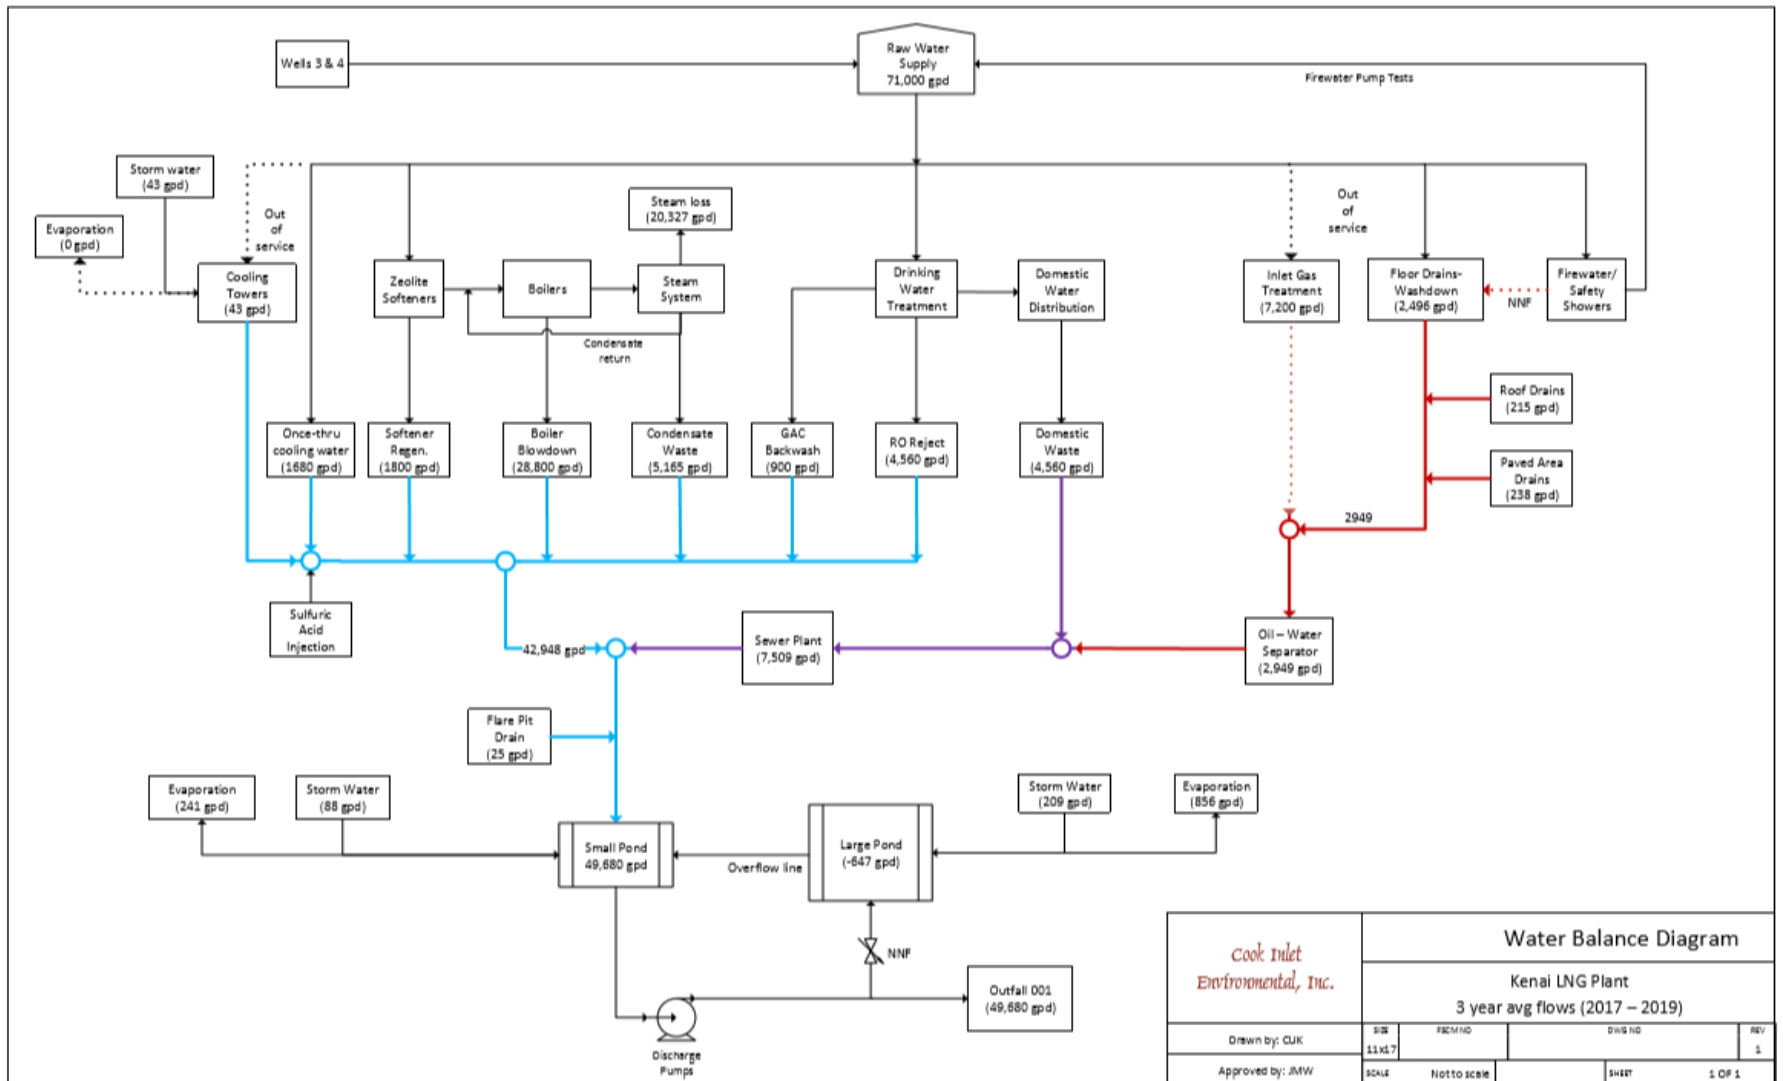 Wells 3 & 4
Raw Water
Supply
71,000 gpd
Firewater Pump Tests
Storm water
(43 gpd)
Evaporation
(0 gpd)
Out
of
service
Cooling
Towers
(43 gpd)
Zeolite
Softeners
Boilers
Steam loss
(20,327 gpd)
Steam
System
Condensate
return
Drinking
Water
Treatment
Domestic
Water
Distribution
Out
of
service
Inlet Gas
Treatment
(7,200 gpd)
Floor Drains-
Washdown
(2,496 gpd)
NNF
Firewater/
Safety
Showers
Roof Drains
(215 gpd)
Paved Area
Drains
(238 gpd)
2949
Once-thru
cooling water
(1680 gpd)
Softener
Regen.
(1800 gpd)
Boiler
Blowdown
(28,800 gpd)
Condensate
Waste
(5,165 gpd)
GAC
Backwash
(900 gpd)
RO Reject
(4,560 gpd)
Domestic
Waste
(4,560 gpd)
Sulfuric
Acid
Injection
42,948 gpd
Sewer Plant
(7,509 gpd)
Oil – Water
Separator
(2,949 gpd)
Flare Pit
Drain
(25 gpd)
Evaporation
(241 gpd)
Storm Water
(88 gpd)
Small Pond
49,680 gpd
Overflow line
Large Pond
(-647 gpd)
Storm Water
(209 gpd)
Evaporation
(856 gpd)
NNF
Outfall 001
(49,680 gpd)
Discharge
Pumps
Cook Inlet
Environmental, Inc.
Water Balance Diagram
Kenai LNG Plant
3 year avg flows (2017 – 2019)
Drawn by: CUK
Approved by: JMW
SIZE
11x17
FSCM NO
DWG NO
REV
1
SCALE
Not to scale
SHEET
1 OF 1